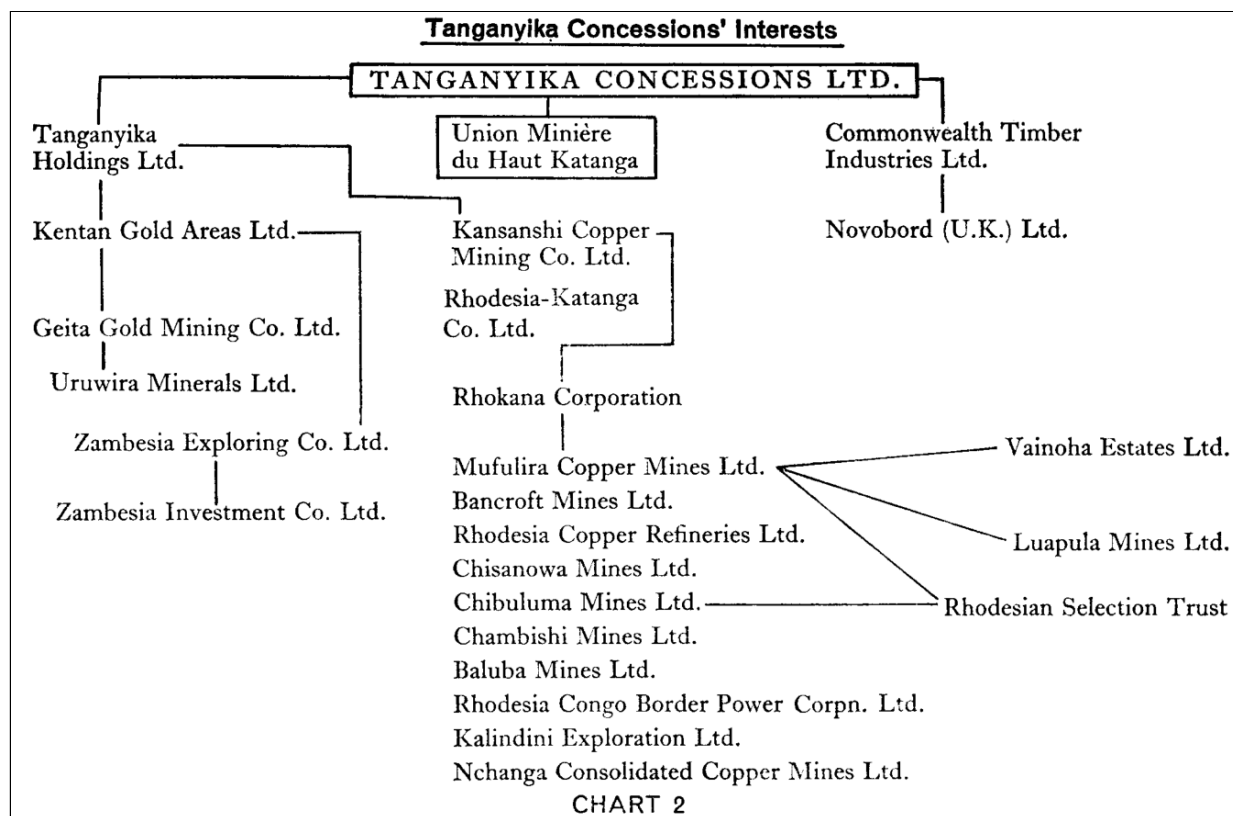 Tanganyika Concessions' Interests
TANGANYIKA CONCESSIONS LTD.
Tanganyika
Holdings Ltd.
Union Minière
du Haut Katanga
Commonwealth Timber
Industries Ltd.
Kentan Gold Areas Ltd.
Kansanshi Copper
Mining Co. Ltd.
Novobord (U.K.) Ltd.
Rhodesia-Katanga
Co. Ltd.
Geita Gold Mining Co. Ltd.
Uruwira Minerals Ltd.
Rhokana Corporation
Zambesia Exploring Co. Ltd.
Zambesia Investment Co. Ltd.
Mufulira Copper Mines Ltd.
Bancroft Mines Ltd.
Rhodesia Copper Refineries Ltd.
Chisanowa Mines Ltd.
Chibuluma Mines Ltd.
Chambishi Mines Ltd.
Baluba Mines Ltd.
Rhodesia Congo Border Power Corpn. Ltd.
Kalindini Exploration Ltd.
Nchanga Consolidated Copper Mines Ltd.
Vainoha Estates Ltd.
Luapula Mines Ltd.
Rhodesian Selection Trust
CHART 2